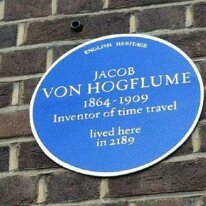 ENGLISH HERITAGE
JACOB
VON HOGFLUME
1864-1909
Inventor of time travel
lived here
in 2189